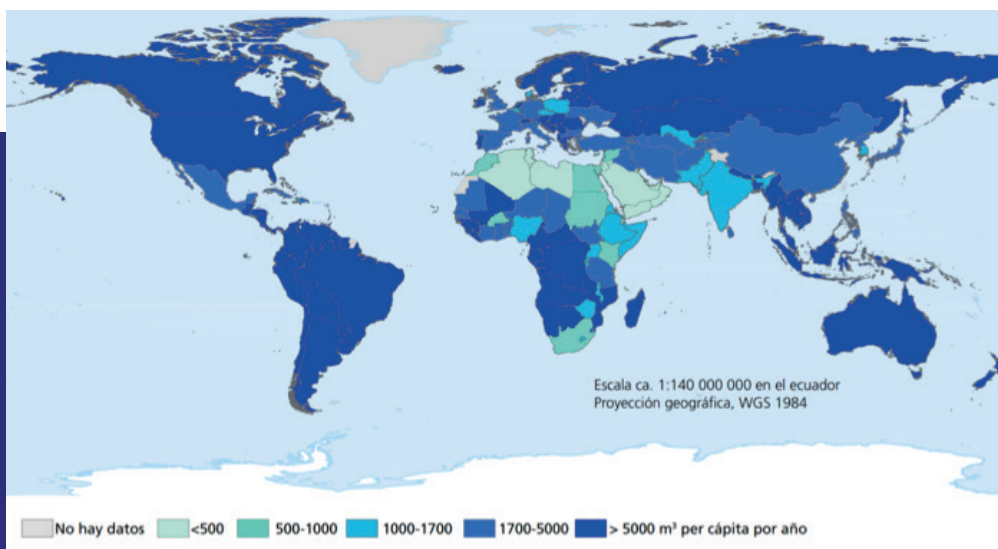 Escala ca. 1:140 000 000 en el ecuador
Proyección geográfica, WGS 1984
No hay datos <500 500-1000 1000-1700 1700-5000 > 5000 m³ per cápita por año